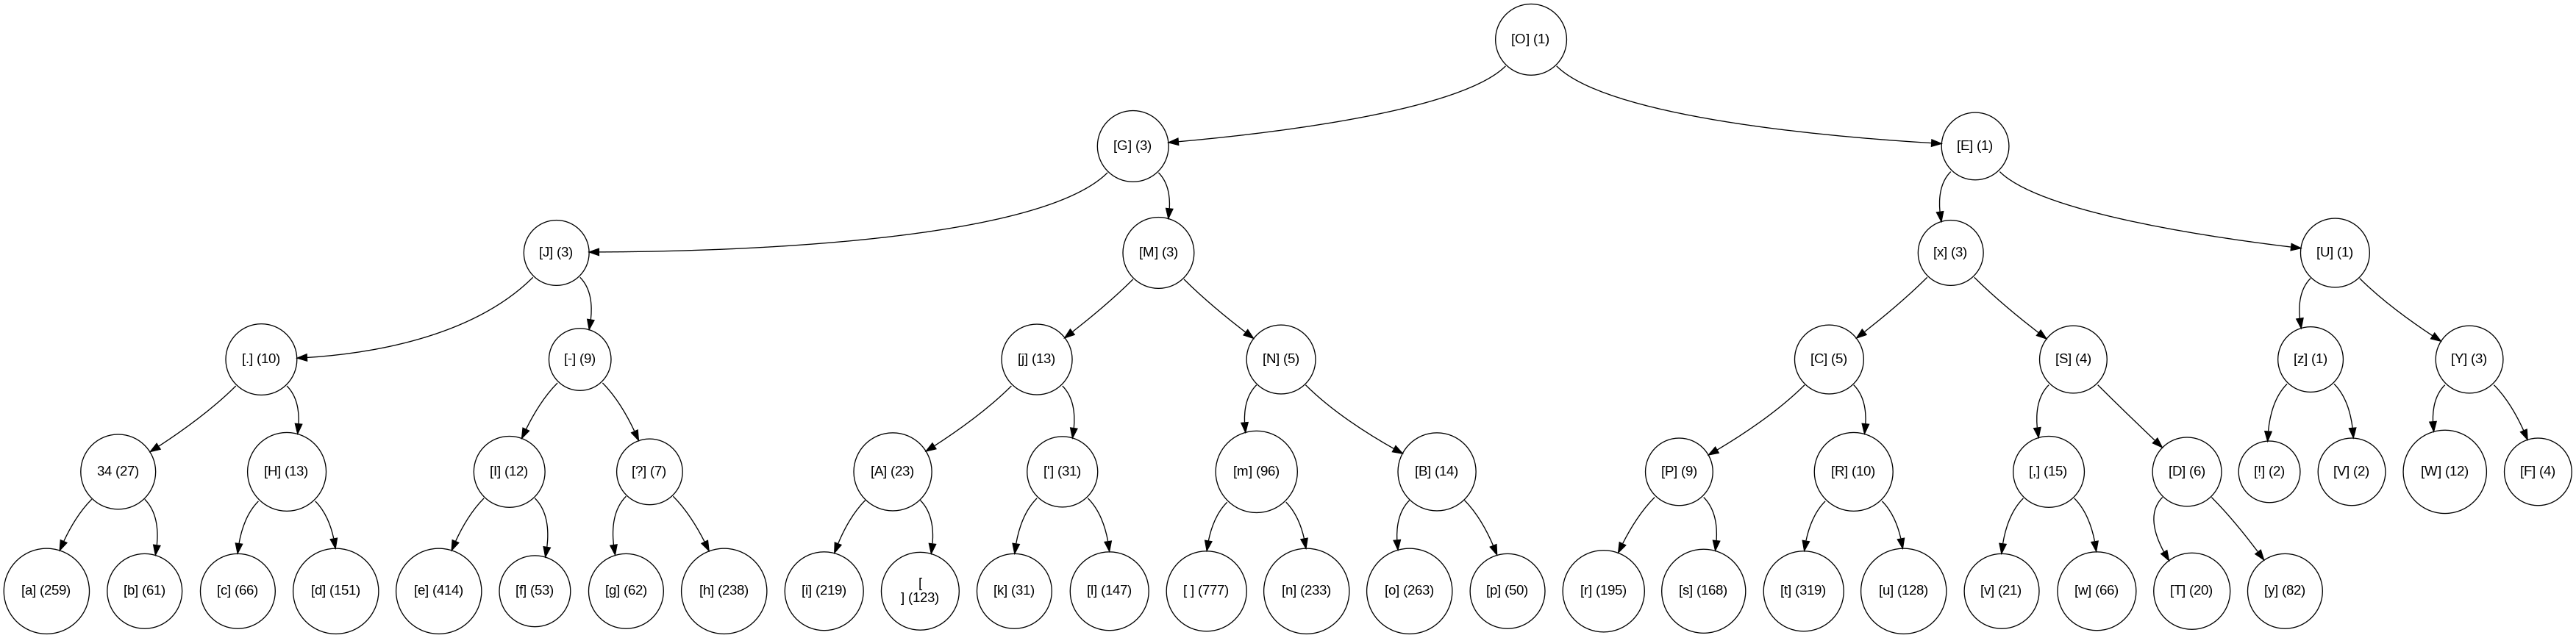 [O] (1)
[G] (3)
[E] (1)
[J] (3)
[M] (3)
[x] (3)
[U] (1)
[.] (10)
[-] (9)
[j] (13)
[N] (5)
[C] (5)
[S] (4)
[z] (1)
[Y] (3)
34 (27)
[H] (13)
[I] (12)
[?] (7)
[A] (23)
['] (31)
[m] (96)
[B] (14)
[P] (9)
[R] (10)
[,] (15)
[D] (6)
[!] (2)
[V] (2)
[W] (12)
[F] (4)
[a] (259)
[b] (61)
[c] (66)
[d] (151)
[e] (414)
[f] (53)
[g] (62)
[h] (238)
[i] (219)
[
] (123)
[k] (31)
[l] (147)
[ ] (777)
[n] (233)
[o] (263)
[p] (50)
[r] (195)
[s] (168)
[t] (319)
[u] (128)
[v] (21)
[w] (66)
[T] (20)
[y] (82)